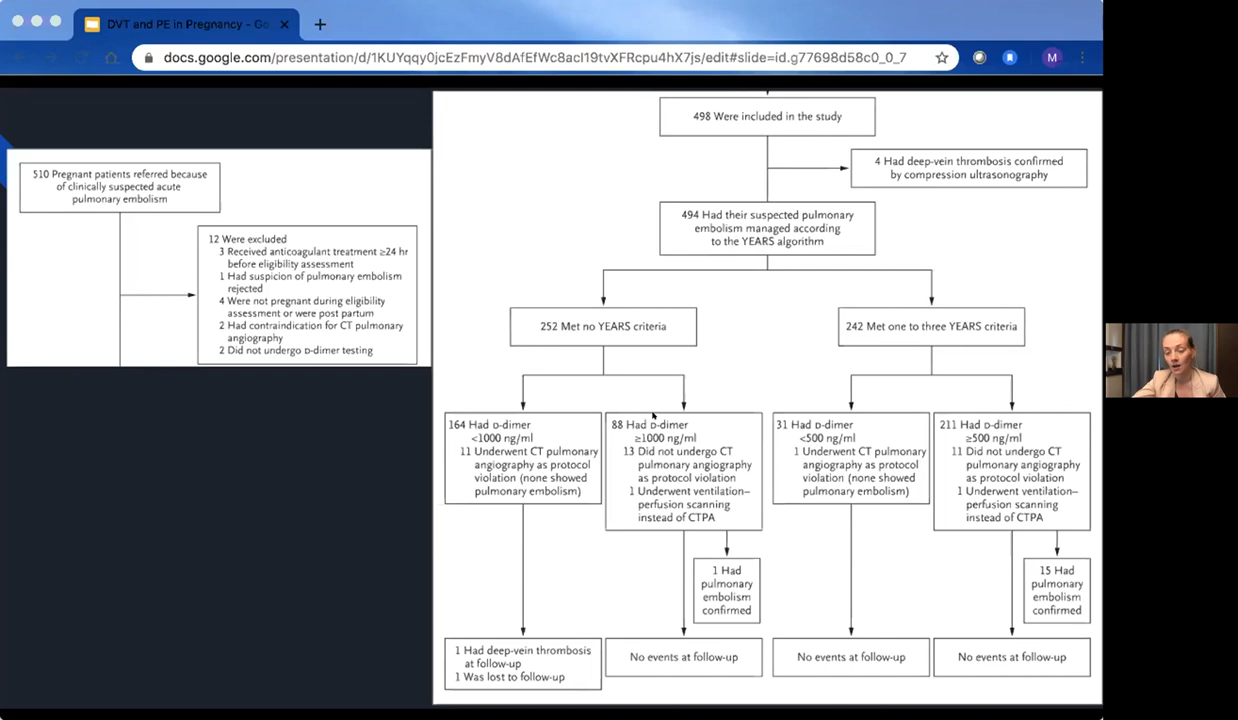 DVT and PE in Pregnancy - Go
docs.google.com/presentation/d/1KUYqqy0jcEzFmyV8dAfEfWc8acI19tvXFRcpu4hX7js/edit#slide=id.g77698d58c0_0_7
M
510 Pregnant patients referred because
of clinically suspected acute
pulmonary embolism
12 Were excluded
3 Received anticoagulant treatment ≥24 hr
before eligibility assessment
1 Had suspicion of pulmonary embolism
rejected
4 Were not pregnant during eligibility
assessment or were post partum
2 Had contraindication for CT pulmonary
angiography
2 Did not undergo D-dimer testing
498 Were included in the study
4 Had deep-vein thrombosis confirmed
by compression ultrasonography
494 Had their suspected pulmonary
embolism managed according
to the YEARS algorithm
252 Met no YEARS criteria
242 Met one to three YEARS criteria
164 Had D-dimer
<1000 ng/ml
11 Underwent CT pulmonary
angiography as protocol
violation (none showed
pulmonary embolism)
88 Had D-dimer
≥1000 ng/ml
13 Did not undergo CT
pulmonary angiography
as protocol violation
1 Underwent ventilation–
perfusion scanning
instead of CTPA
31 Had D-dimer
<500 ng/ml
1 Underwent CT pulmonary
angiography as protocol
violation (none showed
pulmonary embolism)
211 Had D-dimer
≥500 ng/ml
11 Did not undergo CT
pulmonary angiography
as protocol violation
1 Underwent ventilation–
perfusion scanning
instead of CTPA
1 Had
pulmonary
embolism
confirmed
15 Had
pulmonary
embolism
confirmed
1 Had deep-vein thrombosis
at follow-up
1 Was lost to follow-up
No events at follow-up
No events at follow-up
No events at follow-up